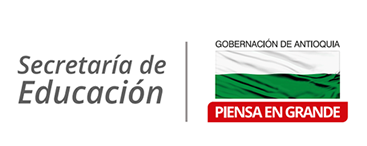 Secretaría de
Educación
GOBERNACIÓN DE ANTIOQUIA
PIENSA EN GRANDE